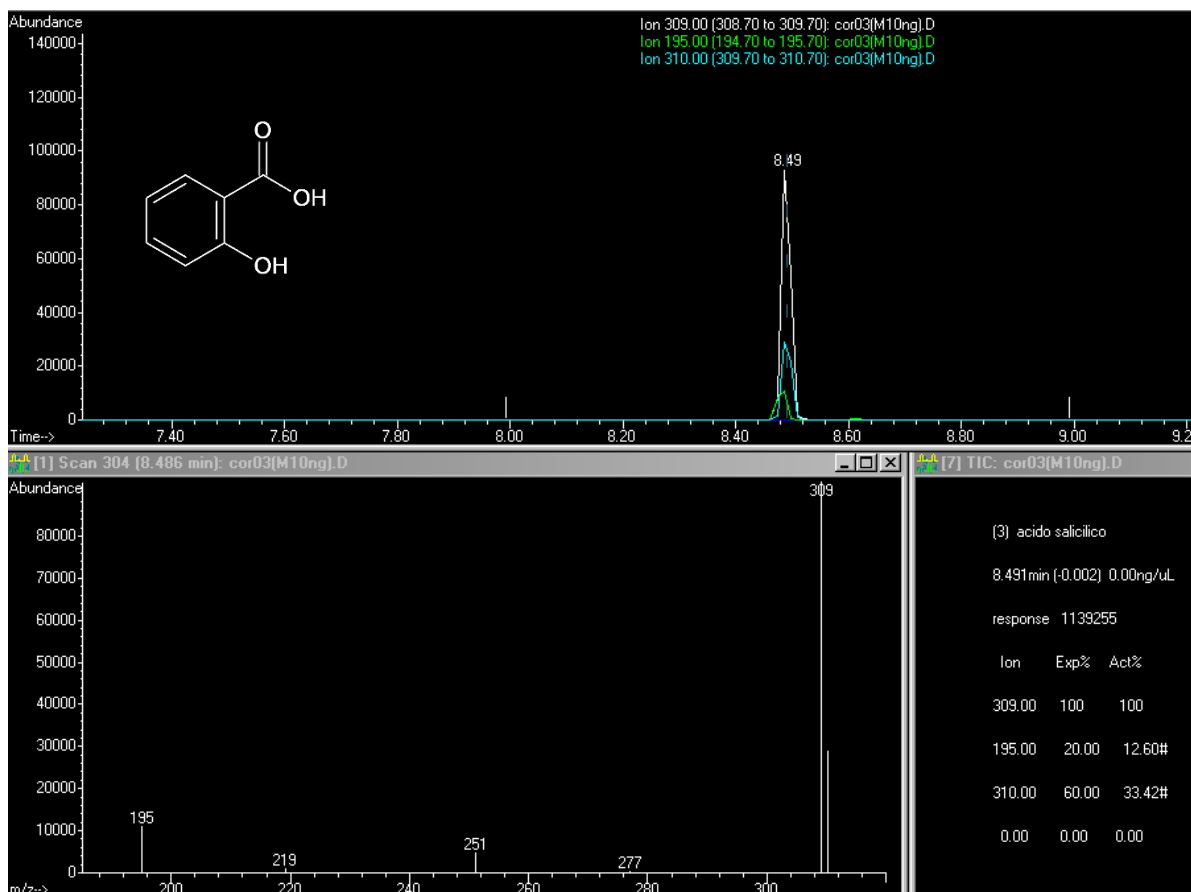 Abundance
Ion 309.00 (308.70 to 309.70): cor03(M10ng).D
Ion 195.00 (194.70 to 195.70): cor03(M10ng).D
Ion 310.00 (309.70 to 310.70): cor03(M10ng).D
140000
120000
100000
80000
60000
40000
20000
0
O
OH
OH
8.49
Time-->
7.40 7.60 7.80 8.00 8.20 8.40 8.60 8.80 9.00 9.2
[1] Scan 304 (8.486 min): cor03(M10ng).D
Abundance
309
80000
70000
60000
50000
40000
30000
20000
10000
0
195
219
251
277
m/z-->
200 220 240 260 280 300
[7] TIC: cor03(M10ng).D
(3) acido salicilico
8.491min (-0.002) 0.00ng/uL
response 1139255
Ion Exp% Act%
309.00 100 100
195.00 20.00 12.60#
310.00 60.00 33.42#
0.00 0.00 0.00